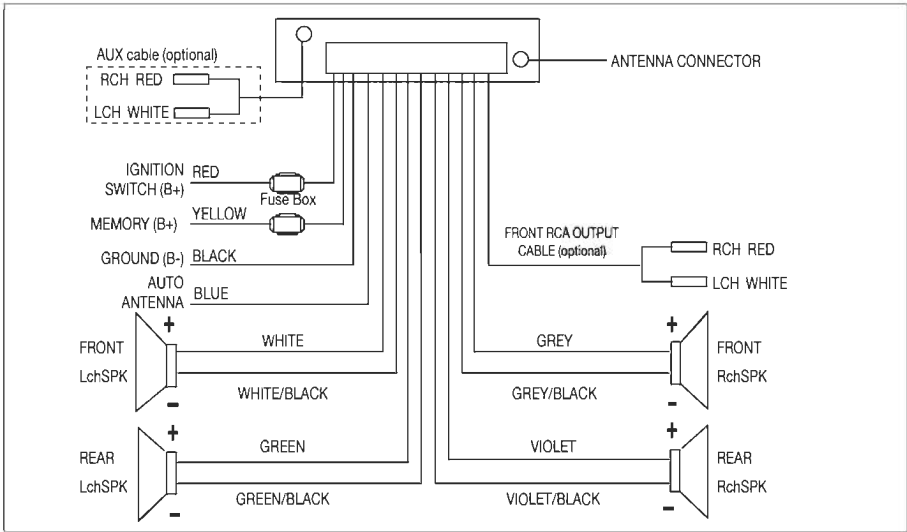 AUX cable (optional)
RCH RED
LCH WHITE
ANTENNA CONNECTOR
IGNITION
SWITCH (B+)
RED
Fuse Box
MEMORY (B+)
YELLOW
GROUND (B-)
BLACK
AUTO
ANTENNA
BLUE
FRONT RCA OUTPUT
CABLE (optional)
RCH RED
LCH WHITE
FRONT
LchSPK
+
-
WHITE
WHITE/BLACK
GREY
GREY/BLACK
+
-
FRONT
RchSPK
REAR
LchSPK
+
-
GREEN
GREEN/BLACK
VIOLET
VIOLET/BLACK
+
-
REAR
RchSPK